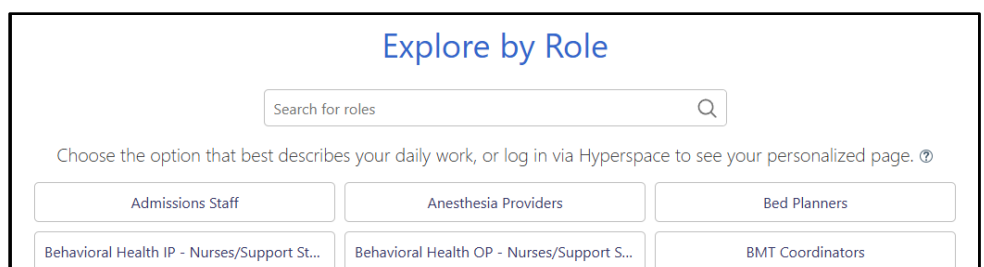 Explore by Role
Search for roles
Choose the option that best describes your daily work, or log in via Hyperspace to see your personalized page. ?
Admissions Staff Anesthesia Providers Bed Planners
Behavioral Health IP - Nurses/Support St... Behavioral Health OP - Nurses/Support S... BMT Coordinators